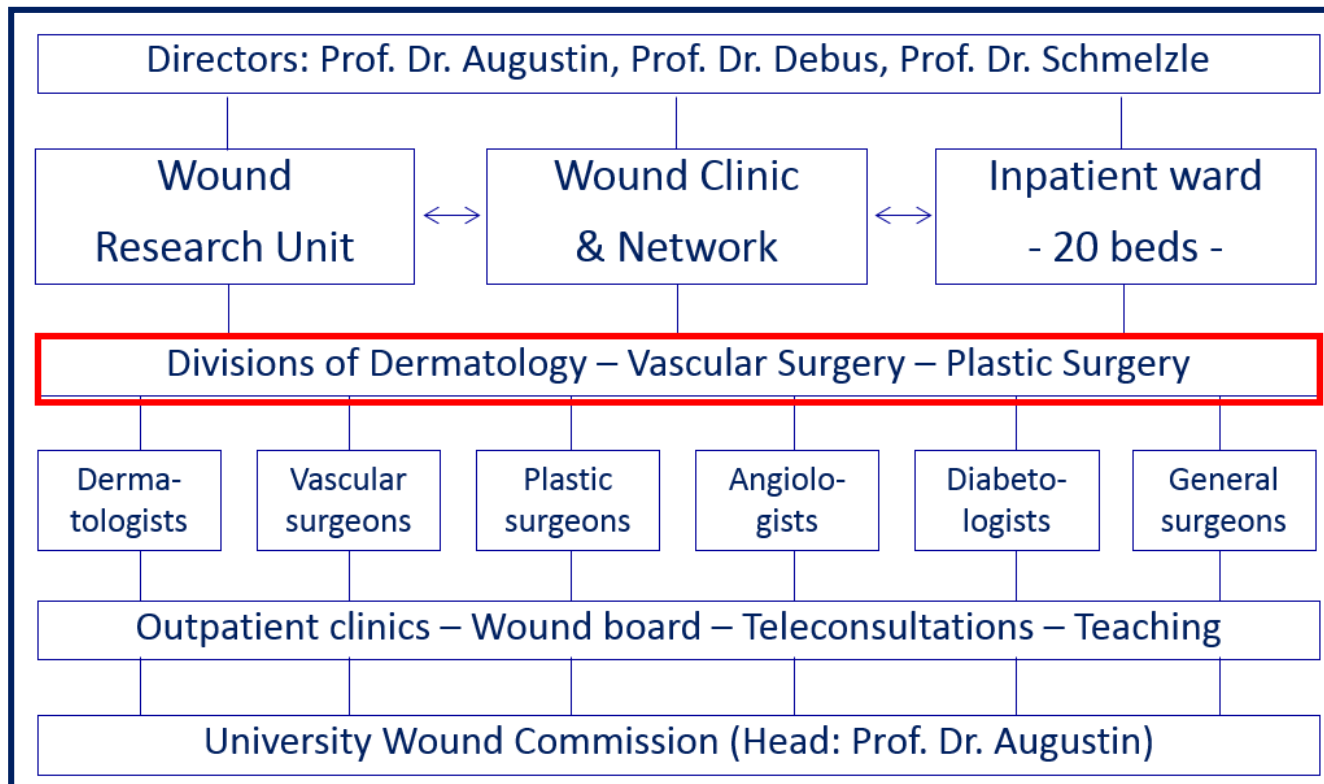 Directors: Prof. Dr. Augustin, Prof. Dr. Debus, Prof. Dr. Schmelzle
Wound
Research Unit
Wound Clinic
& Network
Inpatient ward
- 20 beds -
Divisions of Dermatology – Vascular Surgery – Plastic Surgery
Derma-
tologists
Vascular
surgeons
Plastic
surgeons
Angiolo-
gists
Diabeto-
logists
General
surgeons
Outpatient clinics – Wound board – Teleconsultations – Teaching
University Wound Commission (Head: Prof. Dr. Augustin)